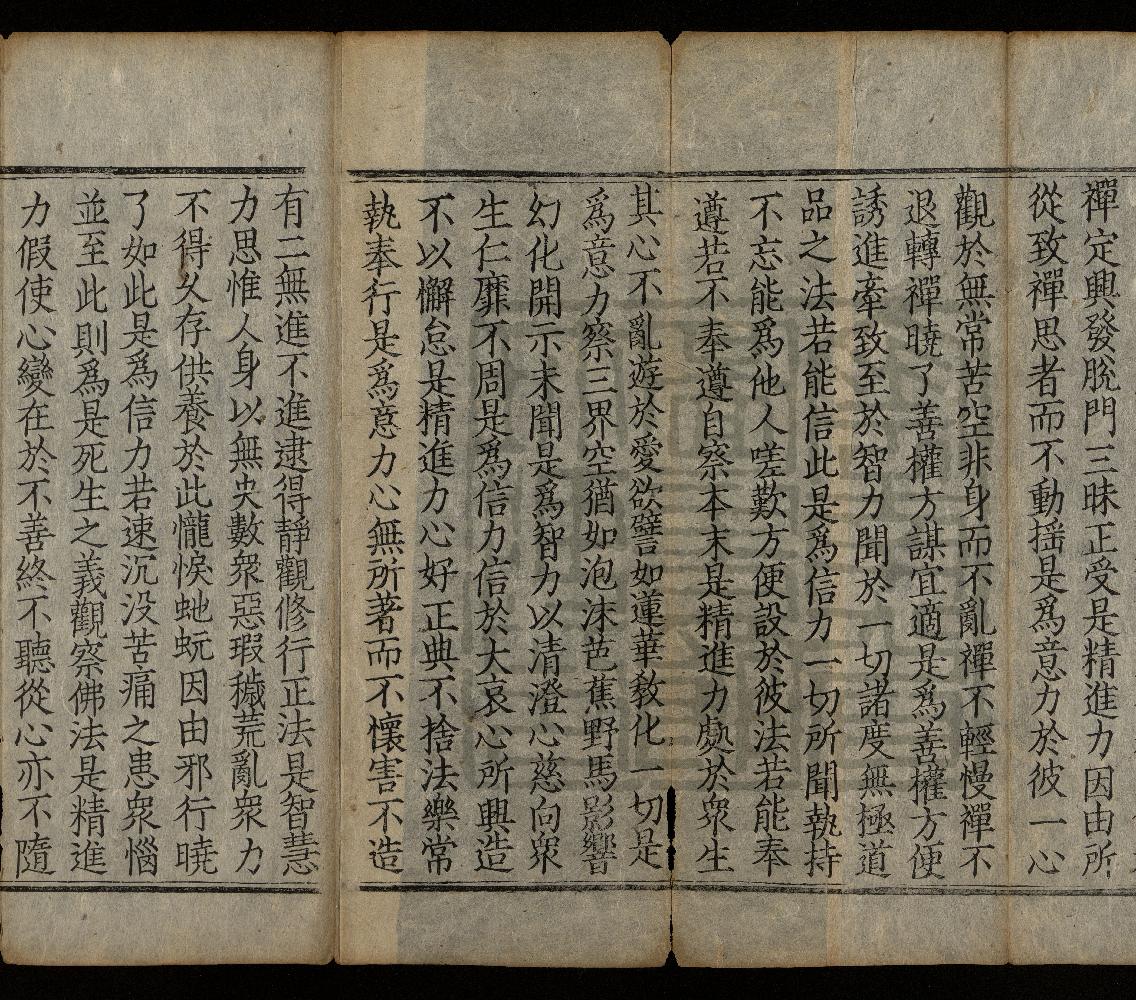 禪定興發脫門三昧正受是精進力因由所
從致禪思者而不動揺是爲意力於彼一心
觀於無常苦空非身而不亂禪不輕慢禪不
退轉禪曉了善權方謀宜適是爲善權方便
誘進牽致至於智力聞於一切諸度無極道
品之法若能信此是爲信力一切所聞執持
不忘能爲他人嗟歎方便設於彼法若能奉
遵若不奉遵自察本末是精進力處於衆生
其心不亂遊於愛欲譬如蓮華敎化一切是
爲意力察三界空猶如泡沫芭蕉野馬影響
幻化開示未聞是爲智力以清澄心慈向衆
生仁靡不周是爲信力信於大哀心所興造
不以懈怠是精進力心好正典不捨法樂常
執奉行是爲意力心無所著而不懷害不造
有二無進不進逮得靜觀修行正法是智慧
力思惟人身以無央數衆惡瑕穢荒亂衆力
不得久存供養於此㦬悷虵蚖因由邪行曉
了如此是爲信力若速沉没苦痛之患衆惱
並至此則爲是死生之義觀察佛法是精進
力假使心變在於不善終不聽從心亦不隨